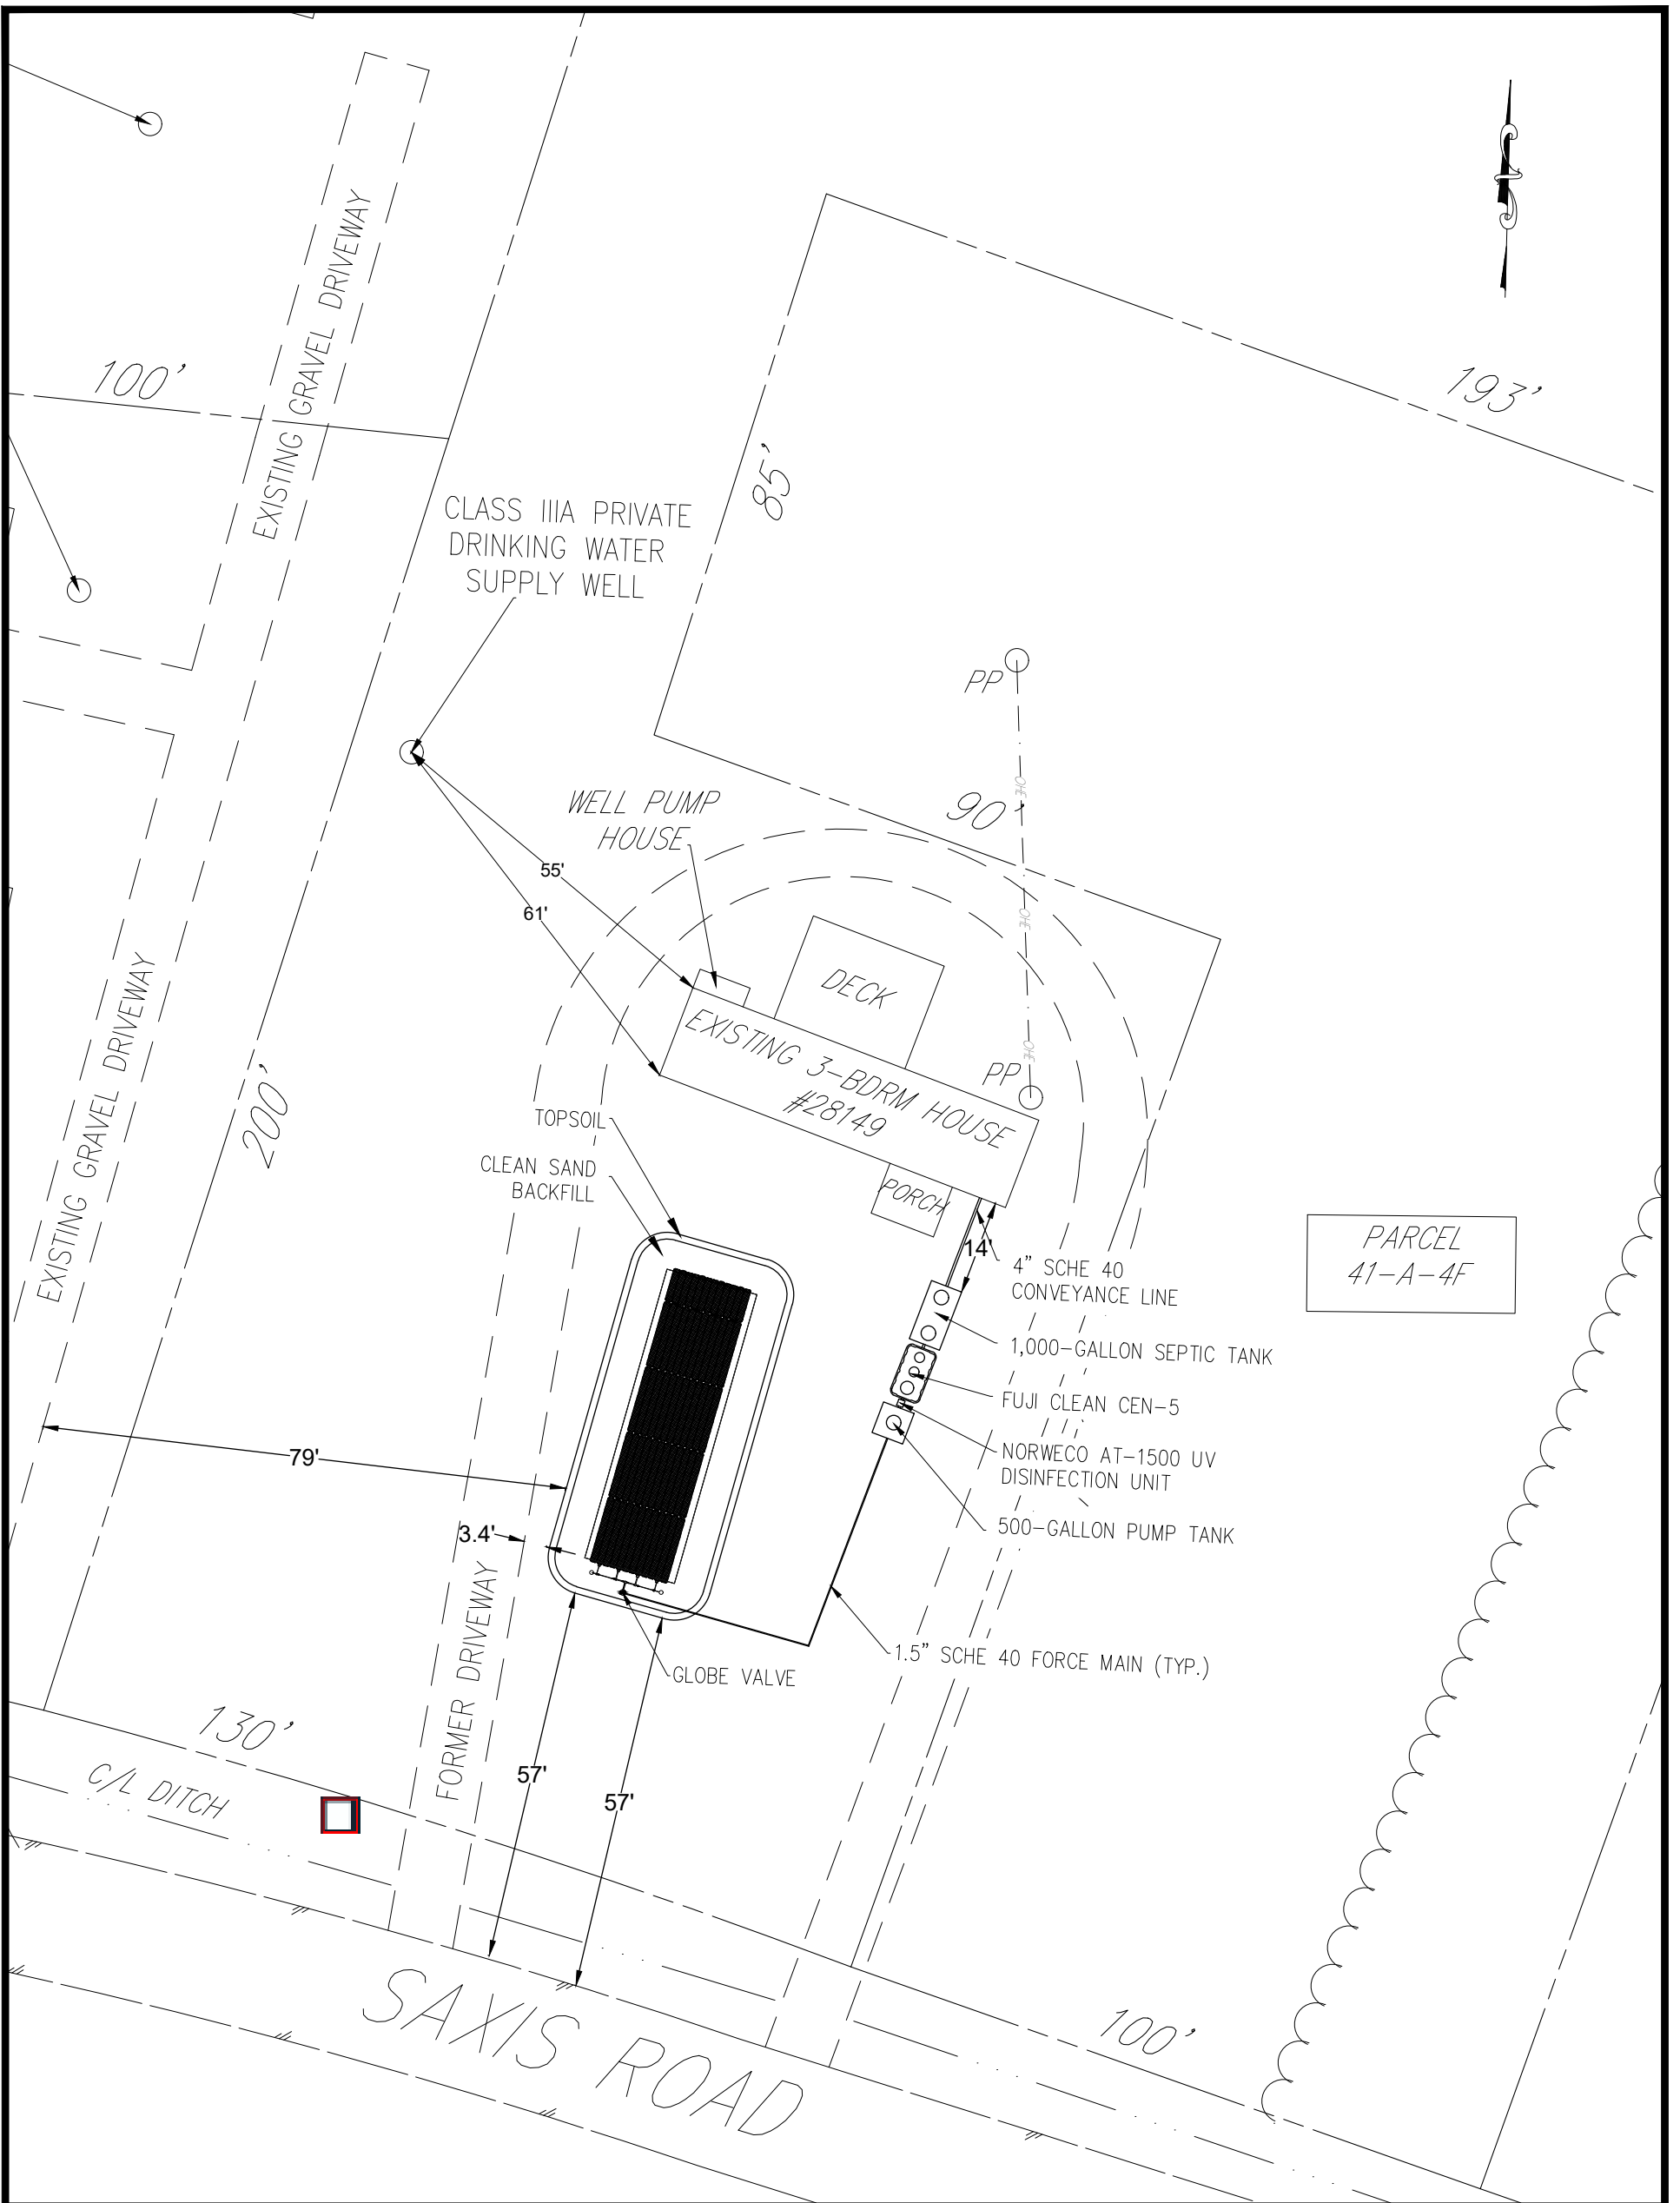 100'
EXISTING GRAVEL DRIVEWAY
193'
85'
CLASS IIIA PRIVATE
DRINKING WATER
SUPPLY WELL
PP
OHE
90'
WELL PUMP
HOUSE
55'
61'
OHE
DECK
EXISTING GRAVEL DRIVEWAY
EXISTING 3-BDRM HOUSE
#28149
OHE
PP
200'
TOPSOIL
CLEAN SAND
BACKFILL
PORCH
14'
4" SCHE 40
CONVEYANCE LINE
PARCEL
41-A-4F
1,000-GALLON SEPTIC TANK
FUJI CLEAN CEN-5
79'
NORWECO AT-1500 UV
DISINFECTION UNIT
3.4'
500-GALLON PUMP TANK
FORMER DRIVEWAY
1.5" SCHE 40 FORCE MAIN (TYP.)
GLOBE VALVE
130'
C/L DITCH
57'
57'
SAXIS ROAD
100'